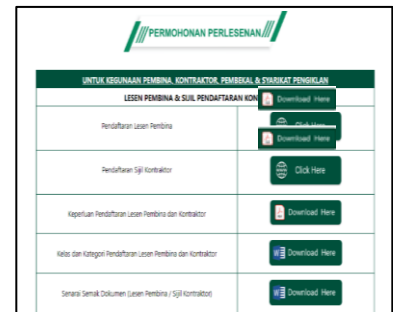 PERMOHONAN PERLESENAN
UNTUK KEGUNAAN PEMBINA, KONTRAKTOR, PEMBEKAL & SYARIKAT PENGIKLAN
LESEN PEMBINA & SIJIL PENDAFTARAN KON
Download Here
Pendaftaran Lesen Pembina
Click Here
Download Here
Pendaftaran Sijil Kontraktor
Click Here
Keperluan Pendaftaran Lesen Pembina dan Kontraktor
Download Here
Kelas dan Kategori Pendaftaran Lesen Pembina dan Kontraktor
Download Here
Senarai Semak Dokumen (Lesen Pembina / Sijil Kontraktor)
Download Here